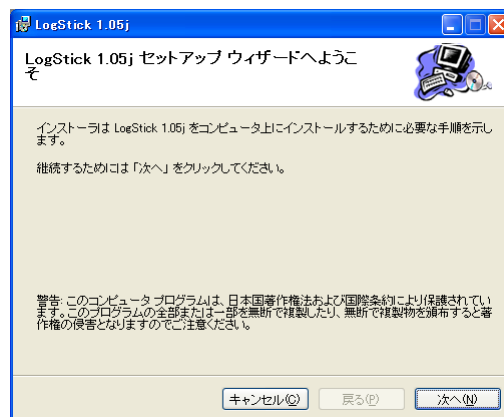 LogStick 1.05j
LogStick 1.05j セットアップ ウィザードへようこ
そ
インストーラは LogStick 1.05j をコンピュータ上にインストールするために必要な手順を示し
ます。
継続するためには「次へ」をクリックしてください。
警告: このコンピュータ プログラムは、日本国著作権法および国際条約により保護されてい
ます。このプログラムの全部または一部を無断で複製したり、無断で複製物を頒布すると著
作権の侵害となりますのでご注意ください。
キャンセル(C) 戻る(P) 次へ(N)